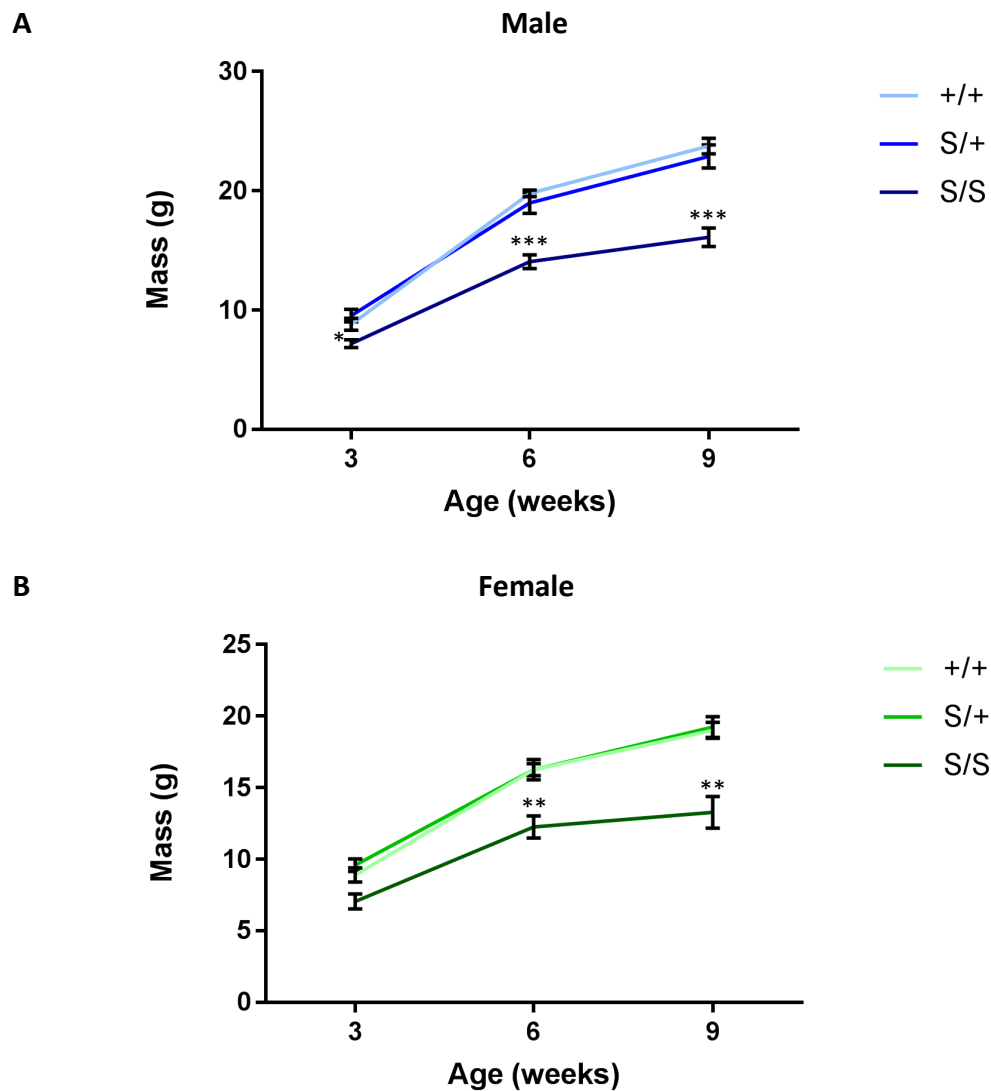 A
Male
30
20
10
0
Mass (g)
***
***
*
3 6 9
Age (weeks)
+/+
S/+
S/S
B
Female
25
20
15
10
5
0
Mass (g)
**
**
3 6 9
Age (weeks)
+/+
S/+
S/S